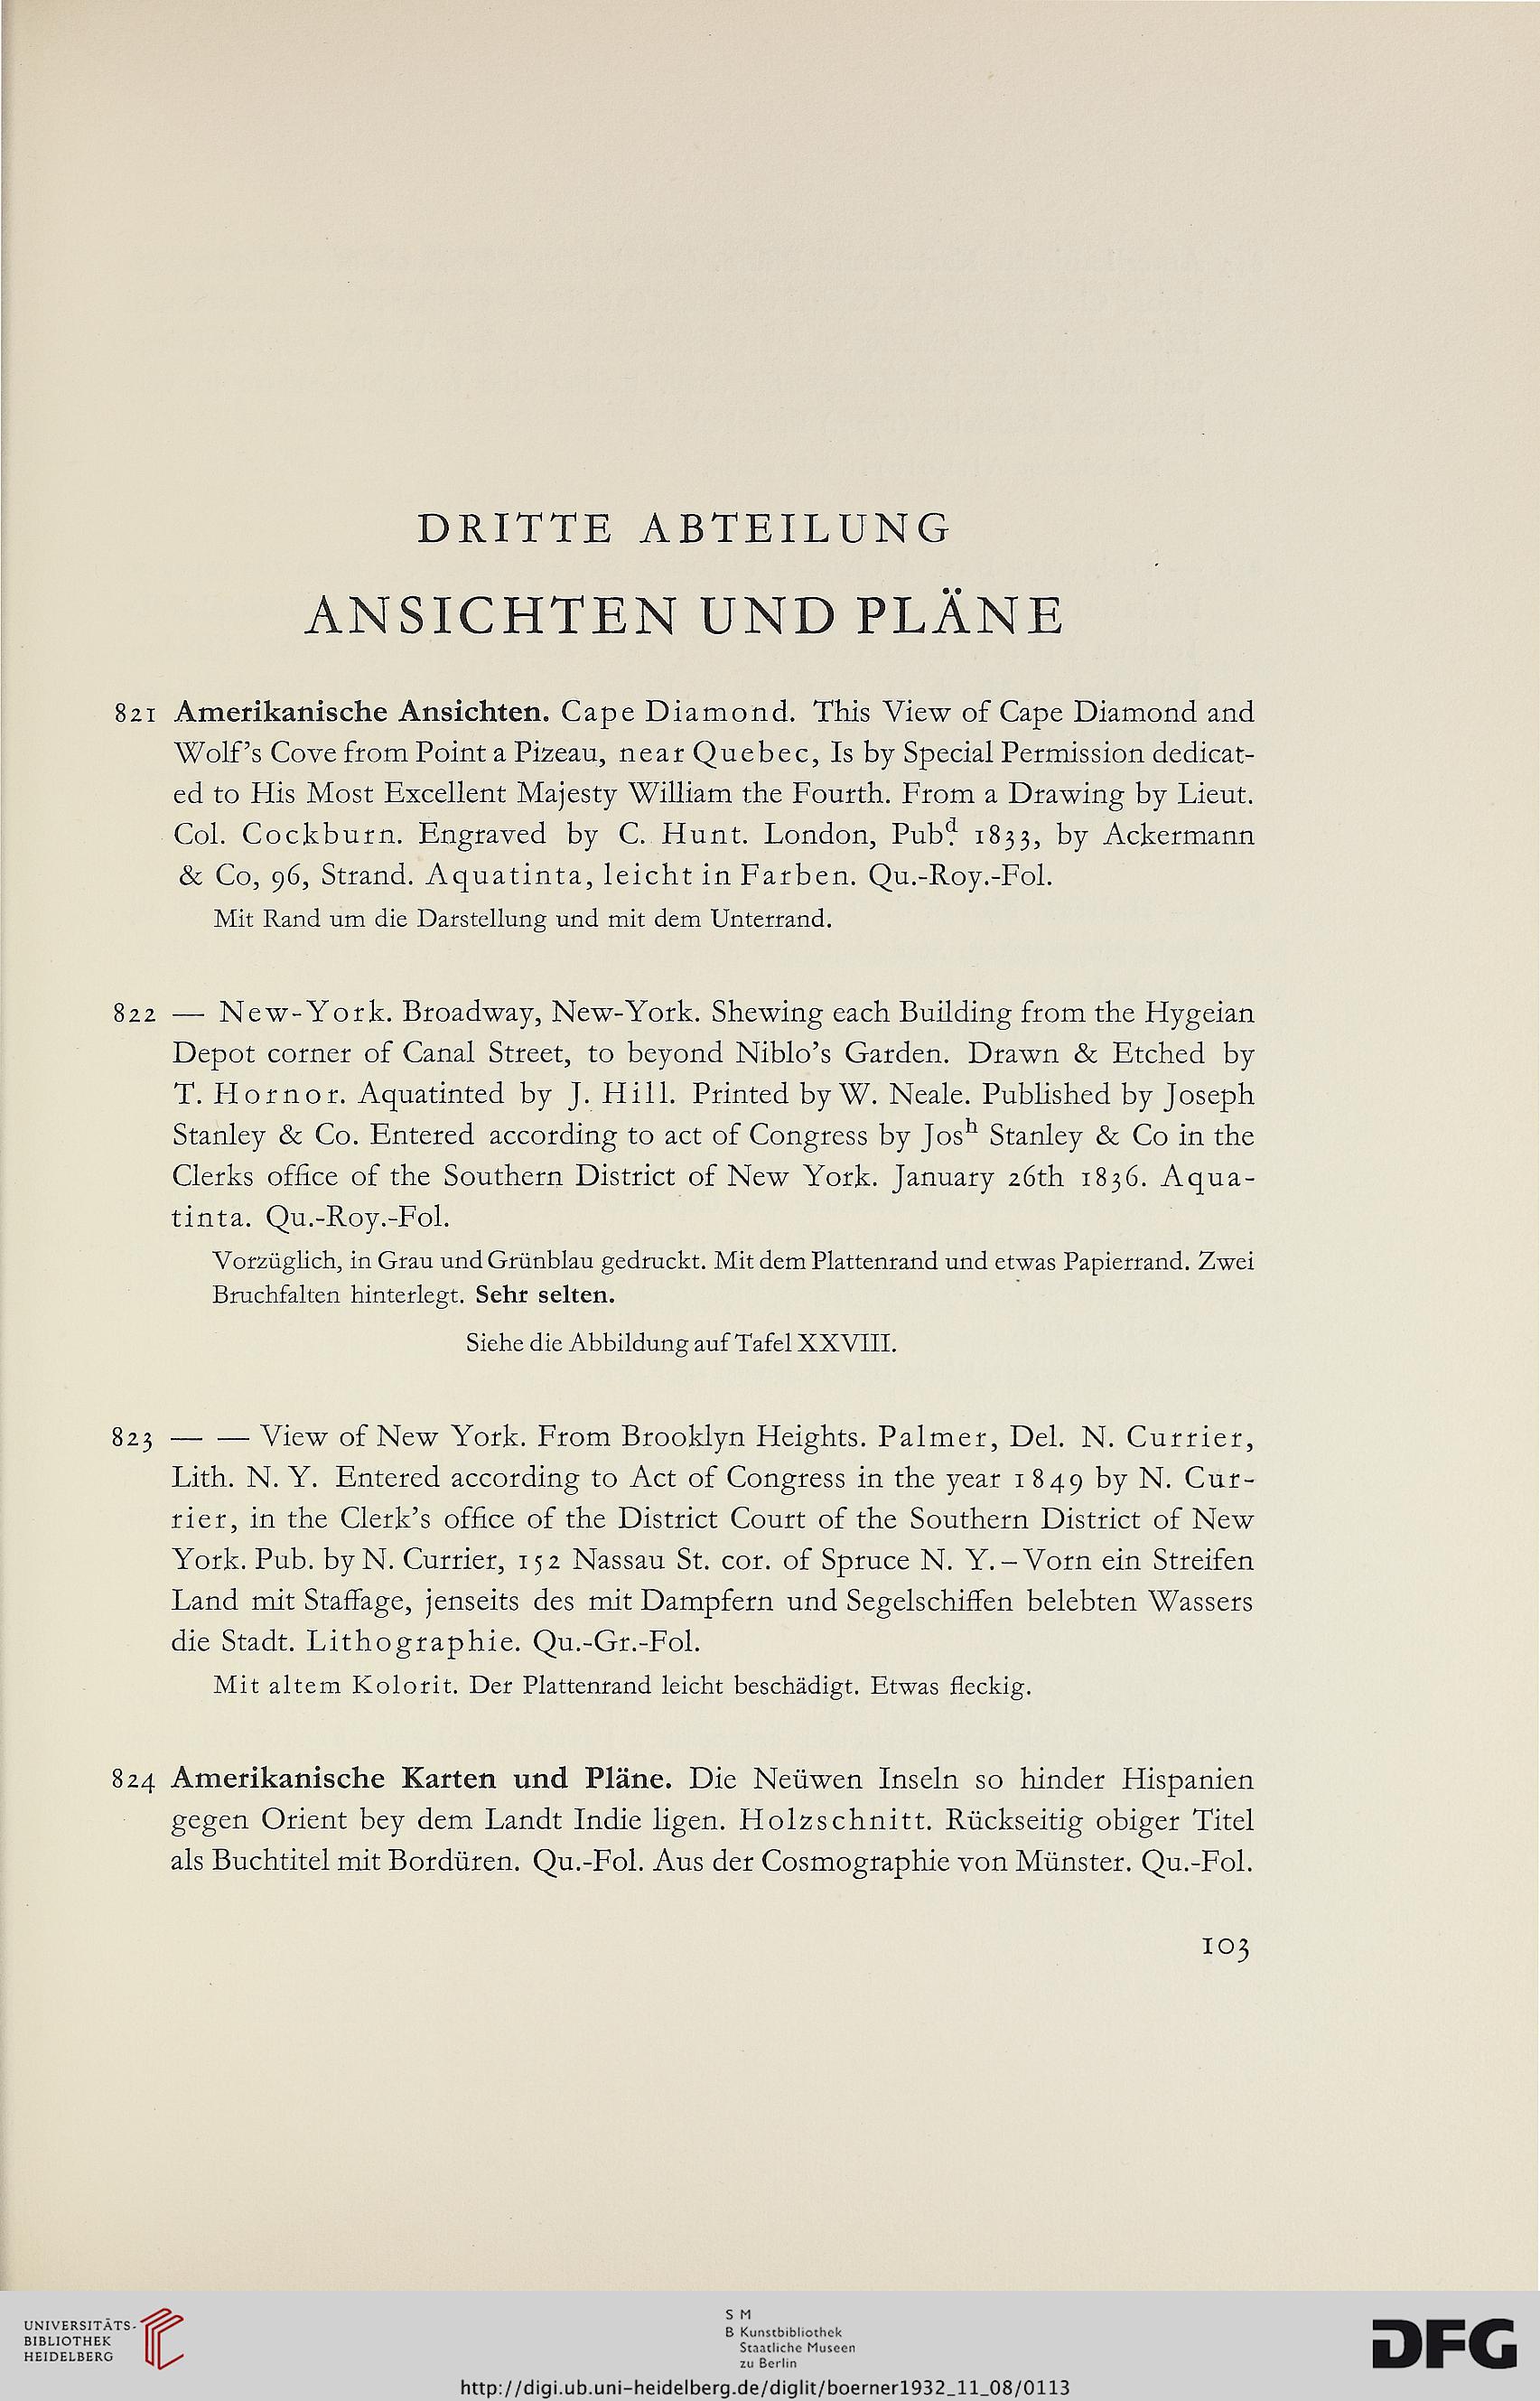 DRITTE ABTEILUNG
ANSICHTEN UND PLÄNE
821 Amerikanische Ansichten. Cape Diamond. This View of Cape Diamond and
Wolf's Cove from Point a Pizeau, near Quebec, Is by Special Permission dedicat-
ed to His Most Excellent Majesty William the Fourth. From a Drawing by Lieut.
Col. Cockburn. Engraved by C. Hunt. London, Pub.d 1833, by Ackermann
& Co, 96, Strand. Aquatinta, leicht in Farben. Qu.-Roy.-Fol.
Mit Rand um die Darstellung und mit dem Unterrand.
822 — New-York. Broadway, New-York. Shewing each Building from the Hygeian
Depot corner of Canal Street, to beyond Niblo's Garden. Drawn & Etched by
T. Hornor. Aquatinted by J. Hill. Printed by W. Neale. Published by Joseph
Stanley & Co. Entered according to act of Congress by Josh Stanley & Co in the
Clerks office of the Southern District of New York. January 26th 1836. Aqua-
tinta. Qu.-Roy.-Fol.
Vorzüglich, in Grau und Grünblau gedruckt. Mit dem Plattenrand und etwas Papierrand. Zwei
Bruchfalten hinterlegt. Sehr selten.
Siehe die Abbildung auf Tafel XXVIII.
823 — — View of New York. From Brooklyn Heights. Palmer, Del. N. Currier,
Lith. N. Y. Entered according to Act of Congress in the year 1849 by N. Cur-
rier, in the Clerk's office of the District Court of the Southern District of New
York. Pub. by N. Currier, 152 Nassau St. cor. of Spruce N. Y. – Vorn ein Streifen
Land mit Staffage, jenseits des mit Dampfern und Segelschiffen belebten Wassers
die Stadt. Lithographie. Qu.-Gr.-Fol.
Mit altem Kolorit. Der Plattenrand leicht beschädigt. Etwas fleckig.
824 Amerikanische Karten und Pläne. Die Neüwen Inseln so hinder Hispanien
gegen Orient bey dem Landt Indie ligen. Holzschnitt. Rückseitig obiger Titel
als Buchtitel mit Bordüren. Qu.-Fol. Aus der Cosmographie von Münster. Qu.-Fol.
103
UNIVERSITÄTS-
BIBLIOTHEK
HEIDELBERG
S M
B Kunstbibliothek
Staatliche Museen
zu Berlin
DFG
http://digi.ub.uni-heidelberg.de/diglit/boerner1932_11_08/0113